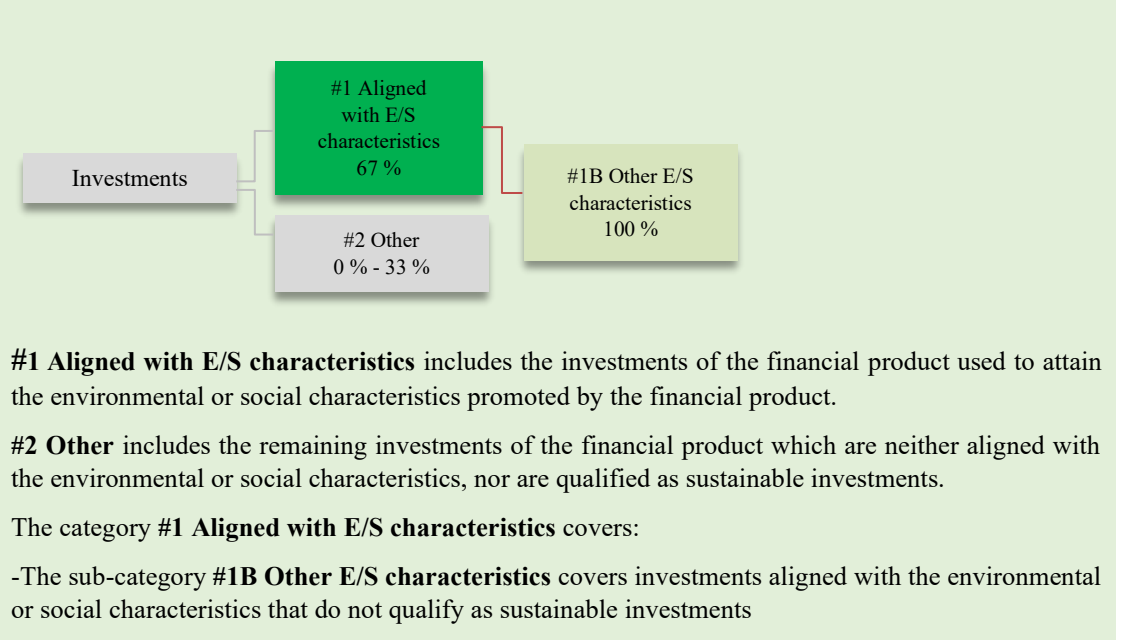 #1 Aligned
with E/S
characteristics
67 %
Investments
#1B Other E/S
characteristics
100 %
#2 Other
0 % - 33 %
#1 Aligned with E/S characteristics includes the investments of the financial product used to attain
the environmental or social characteristics promoted by the financial product.
#2 Other includes the remaining investments of the financial product which are neither aligned with
the environmental or social characteristics, nor are qualified as sustainable investments.
The category #1 Aligned with E/S characteristics covers:
-The sub-category #1B Other E/S characteristics covers investments aligned with the environmental
or social characteristics that do not qualify as sustainable investments